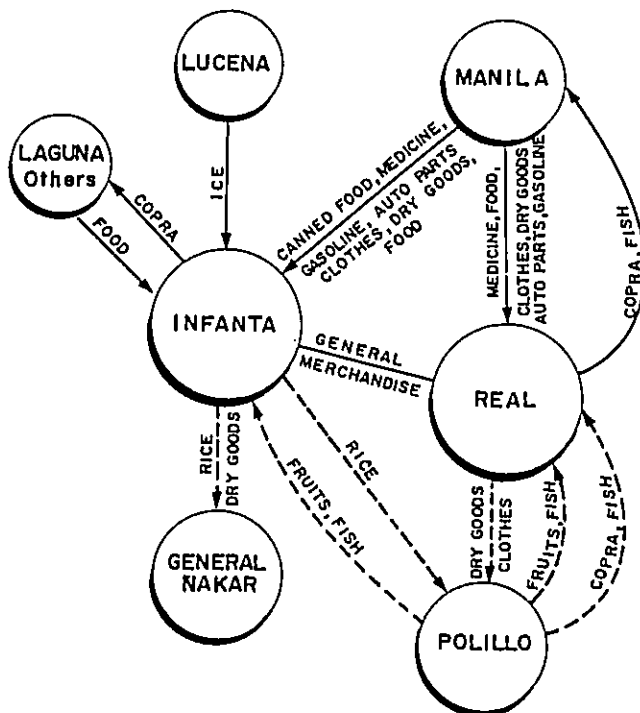 LUCENA
MANILA
LAGUNA
Others
ICE
COPRA
FOOD
CANNED FOOD, MEDICINE,
GASOLINE, AUTO PARTS
CLOTHES, DRY GOODS,
FOOD
MEDICINE, FOOD,
CLOTHES, DRY GOODS
AUTO PARTS, GASOLINE
COPRA, FISH
INFANTA
GENERAL
MERCHANDISE
REAL
RICE
DRY GOODS
FRUITS, FISH
RICE
DRY GOODS
CLOTHES
FRUITS, FISH
COPRA, FISH
GENERAL
NAKAR
POLILLO